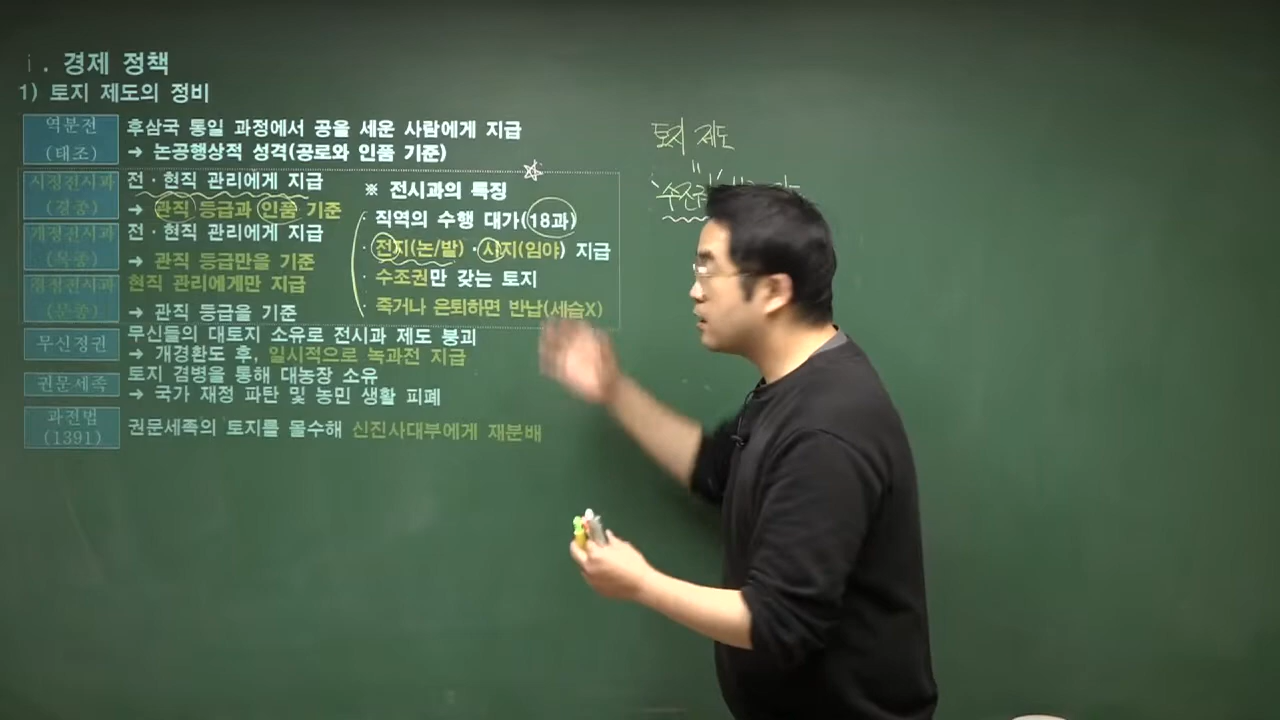 i. 경제 정책
1) 토지 제도의 정비
역분전
(태조)
후삼국 통일 과정에서 공을 세운 사람에게 지급
→ 논공행상적 성격(공로와 인품 기준)
시정전시과
(경종)
전·현직 관리에게 지급
→ 관직 등급과 인품 기준
개정전시과
(목종)
전·현직 관리에게 지급
→ 관직 등급만을 기준
경정전시과
(문종)
현직 관리에게만 지급
→ 관직 등급을 기준
※ 전시과의 특징
· 직역의 수행 대가(18과)
· 전지(논/밭)·시지(임야) 지급
· 수조권만 갖는 토지
· 죽거나 은퇴하면 반납(세습X)
무신정권
무신들의 대토지 소유로 전시과 제도 붕괴
→ 개경환도 후, 일시적으로 녹과전 지급
권문세족
토지 겸병을 통해 대농장 소유
→ 국가 재정 파탄 및 농민 생활 피폐
과전법
(1391)
권문세족의 토지를 몰수해 신진사대부에게 재분배
토지 제도